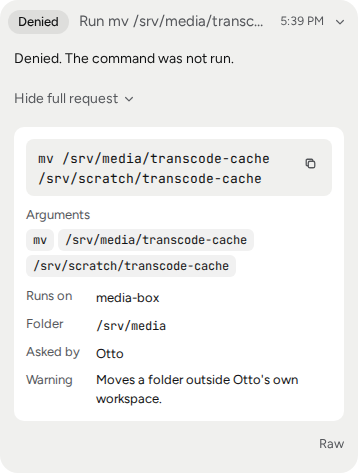 Denied Run mv /srv/media/transc... 5:39 PM
Denied. The command was not run.
Hide full request
mv /srv/media/transcode-cache
/srv/scratch/transcode-cache
Arguments
mv /srv/media/transcode-cache
/srv/scratch/transcode-cache
Runs on media-box
Folder /srv/media
Asked by Otto
Warning Moves a folder outside Otto's own
workspace.
Raw